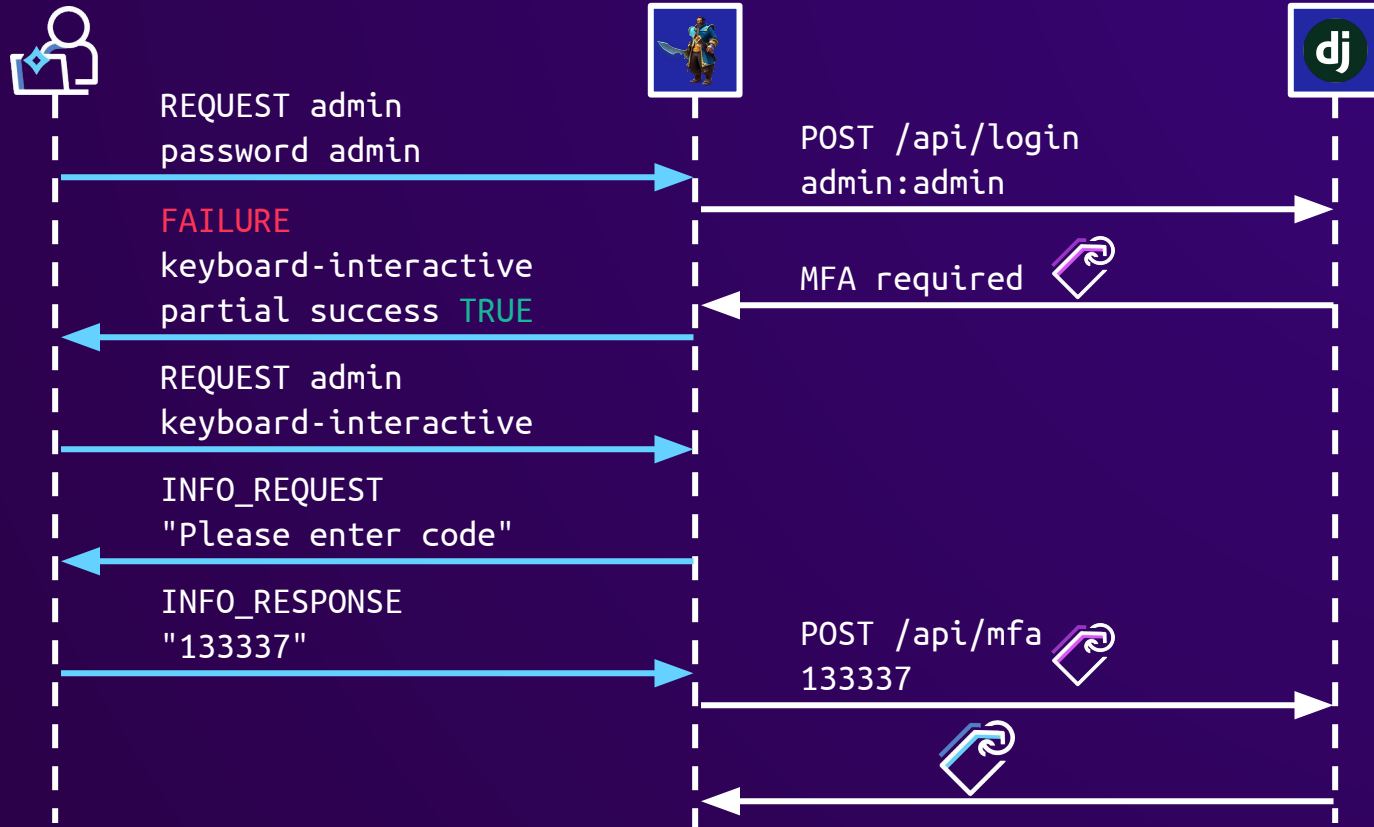 dj
REQUEST admin
password admin
POST /api/login
admin:admin
FAILURE
keyboard-interactive
partial success TRUE
MFA required
REQUEST admin
keyboard-interactive
INFO_REQUEST
"Please enter code"
INFO_RESPONSE
"133337"
POST /api/mfa
133337